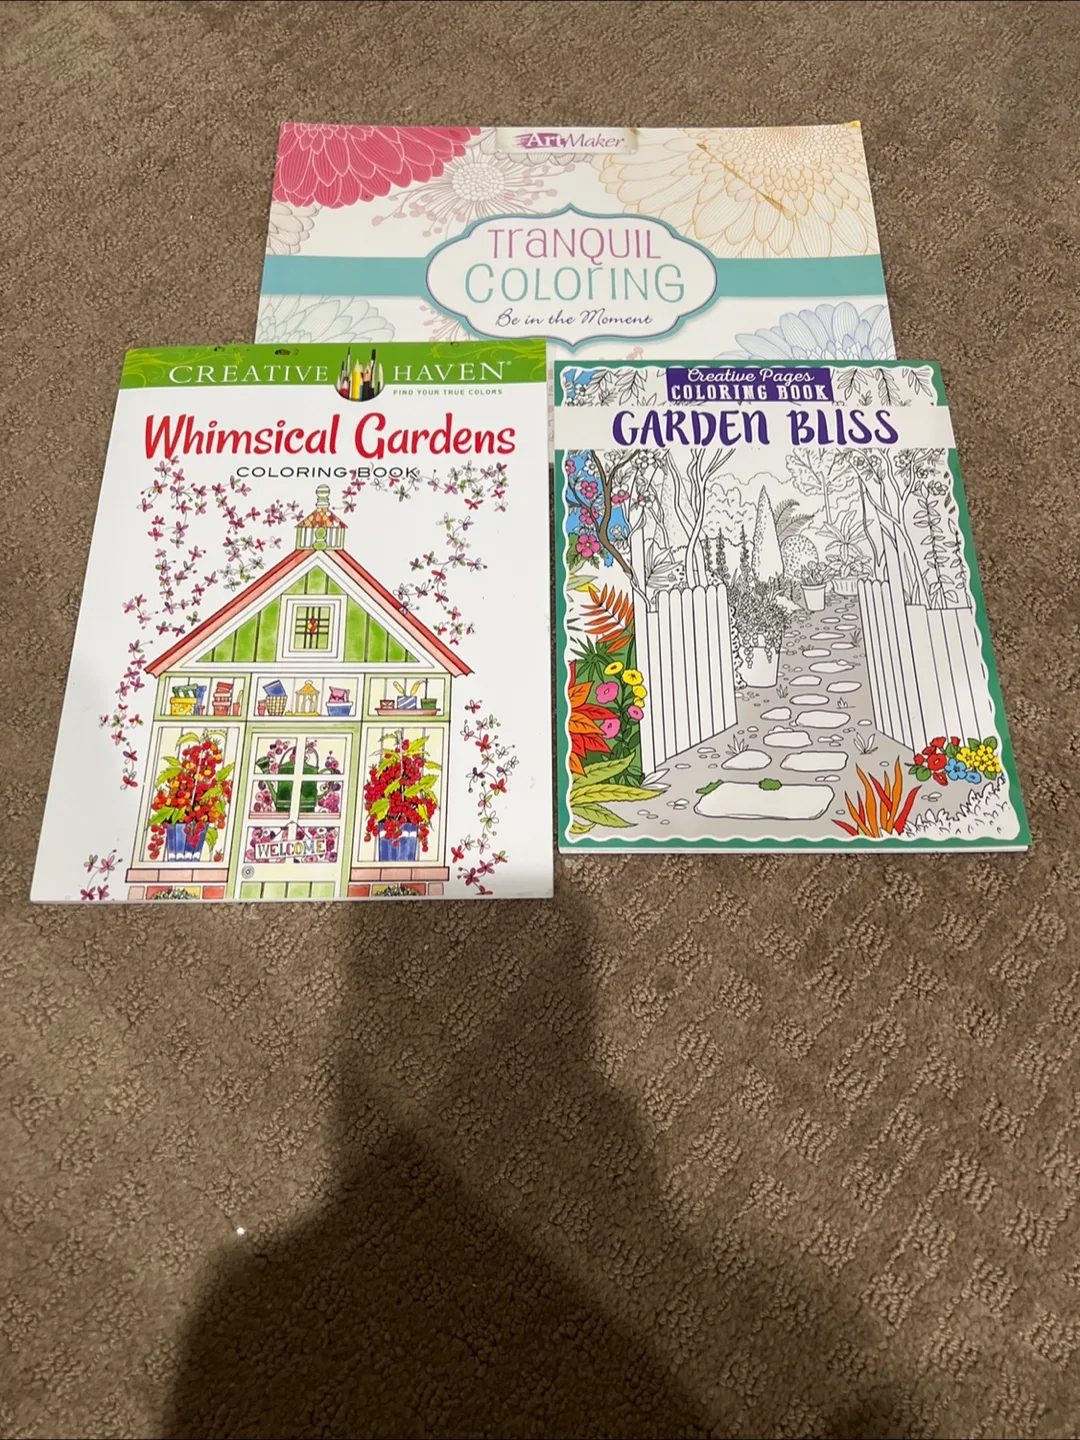 ArtMaker
TRANQUIL
COLORING
Be in the Moment
CREATIVE HAVEN®
FIND YOUR TRUE COLORS
Whimsical Gardens
COLORING BOOK
WELCOME
Creative Pages
COLORING BOOK
GARDEN BLISS